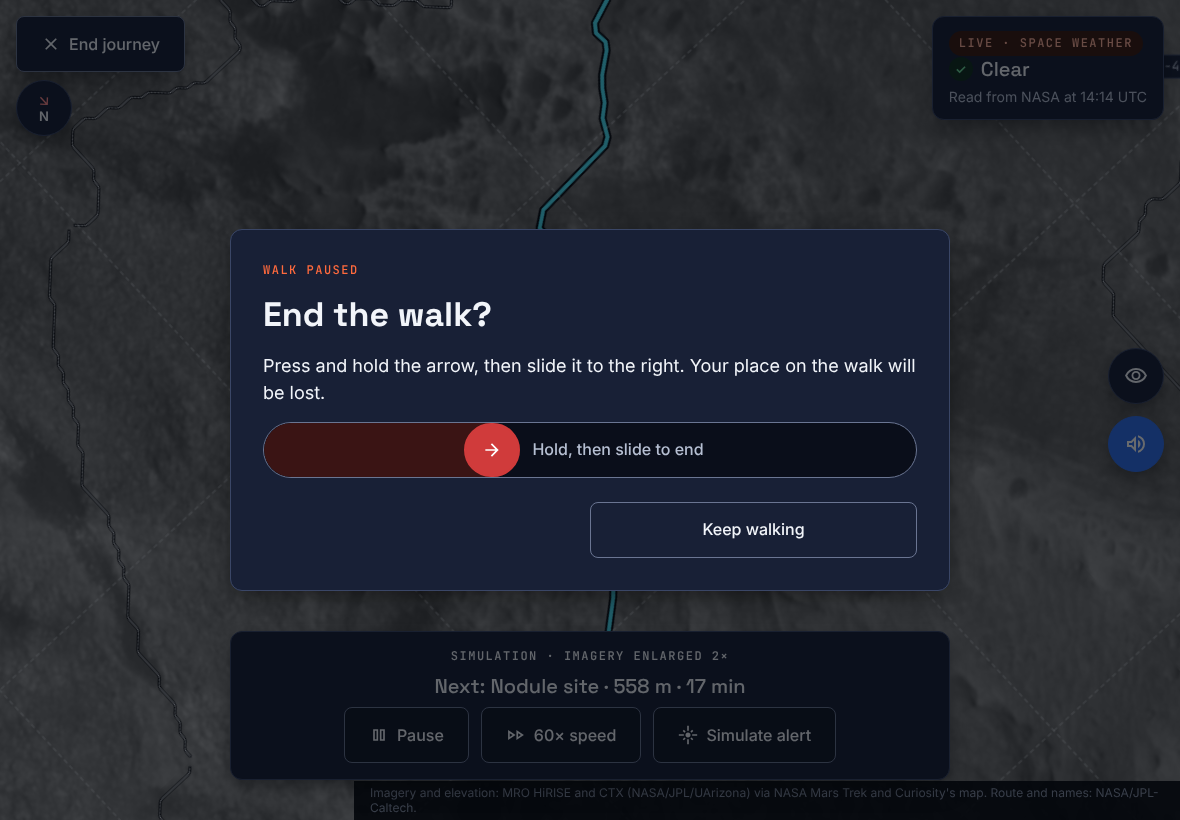 End journey
N
LIVE · SPACE WEATHER
Clear
Read from NASA at 14:14 UTC
-4
WALK PAUSED
End the walk?
Press and hold the arrow, then slide it to the right. Your place on the walk will
be lost.
Hold, then slide to end
Keep walking
SIMULATION · IMAGERY ENLARGED 2×
Next: Nodule site · 558 m · 17 min
Pause
60× speed
Simulate alert
Imagery and elevation: MRO HiRISE and CTX (NASA/JPL/UArizona) via NASA Mars Trek and Curiosity's map. Route and names: NASA/JPL-
Caltech.